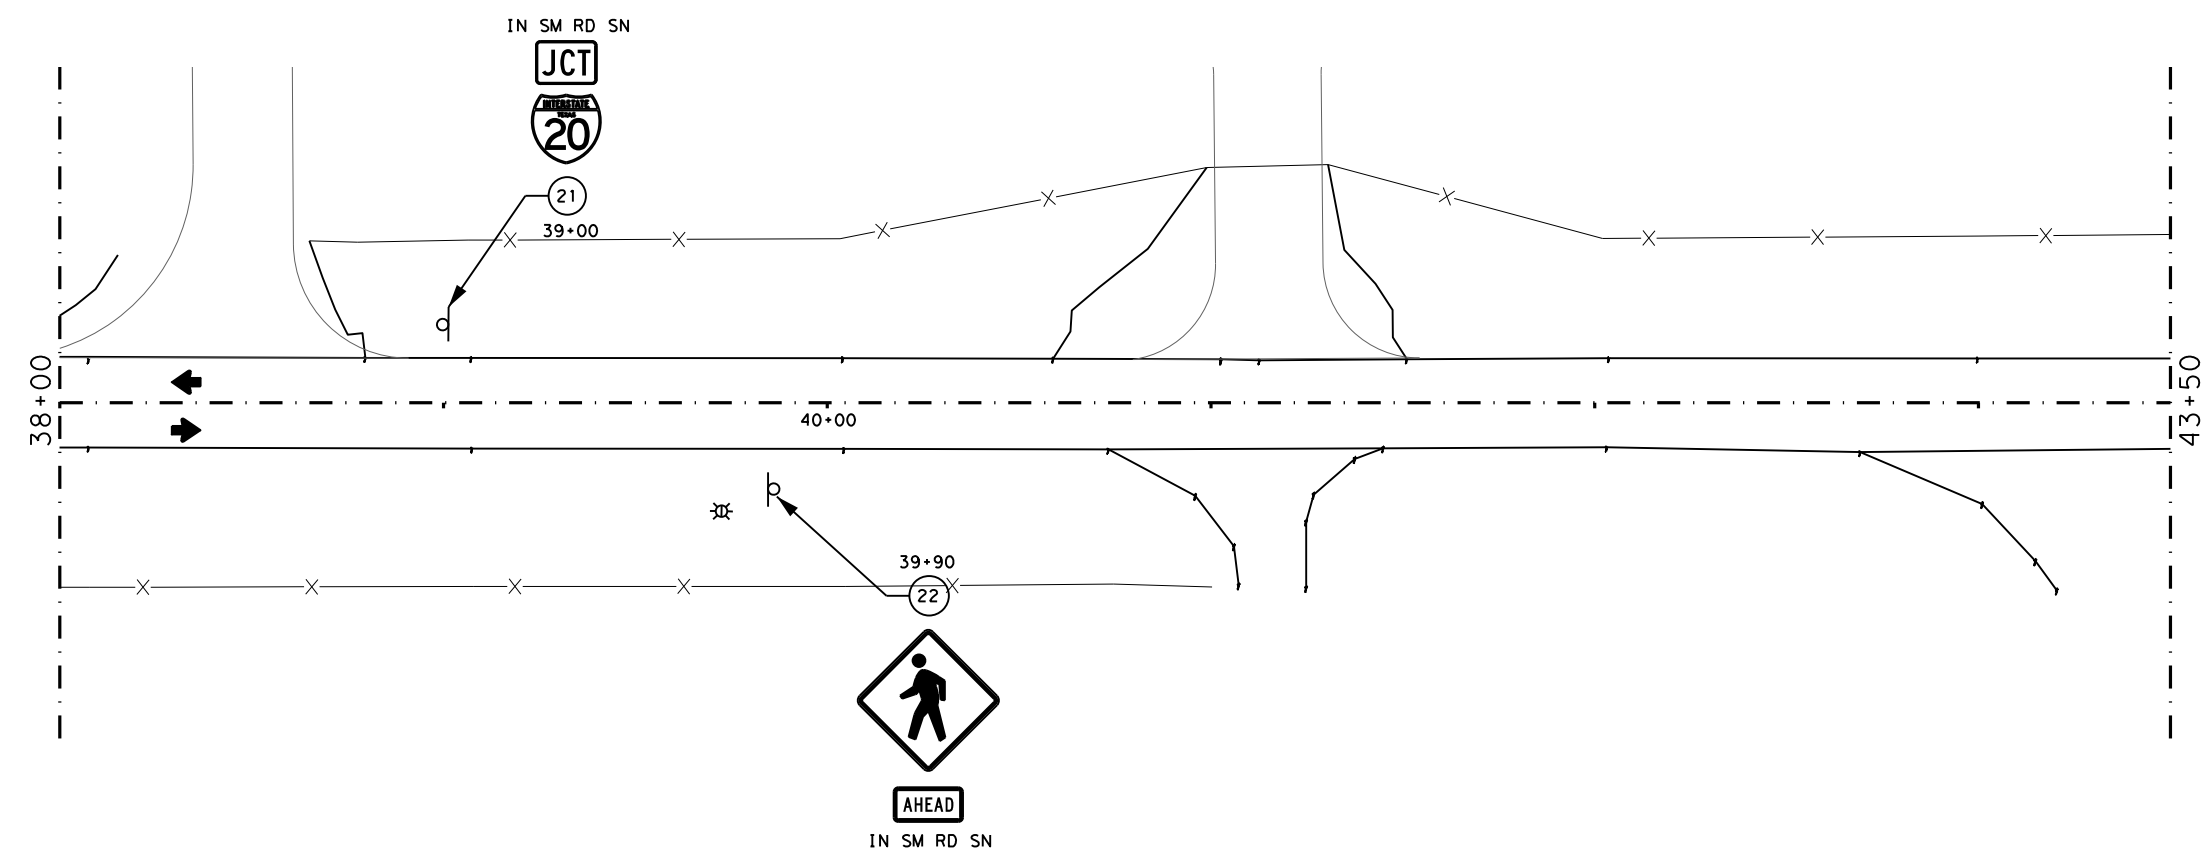 IN SM RD SN
JCT
INTERSTATE
TEXAS
20
21
39+00
38+00
43+50
40+00
39+90
22
AHEAD
IN SM RD SN